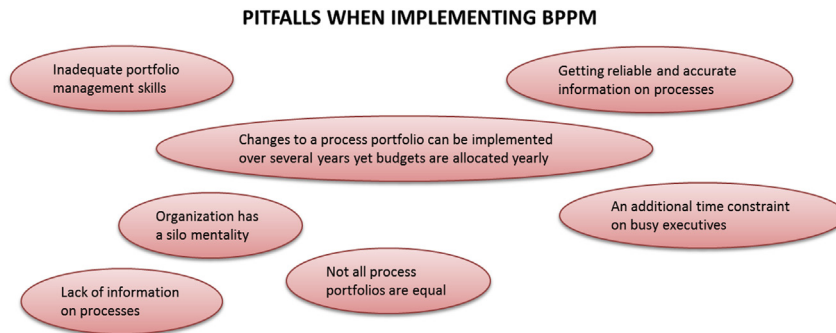 PITFALLS WHEN IMPLEMENTING BPPM
Inadequate portfolio
management skills
Getting reliable and accurate
information on processes
Changes to a process portfolio can be implemented
over several years yet budgets are allocated yearly
Organization has
a silo mentality
An additional time constraint
on busy executives
Not all process
portfolios are equal
Lack of information
on processes